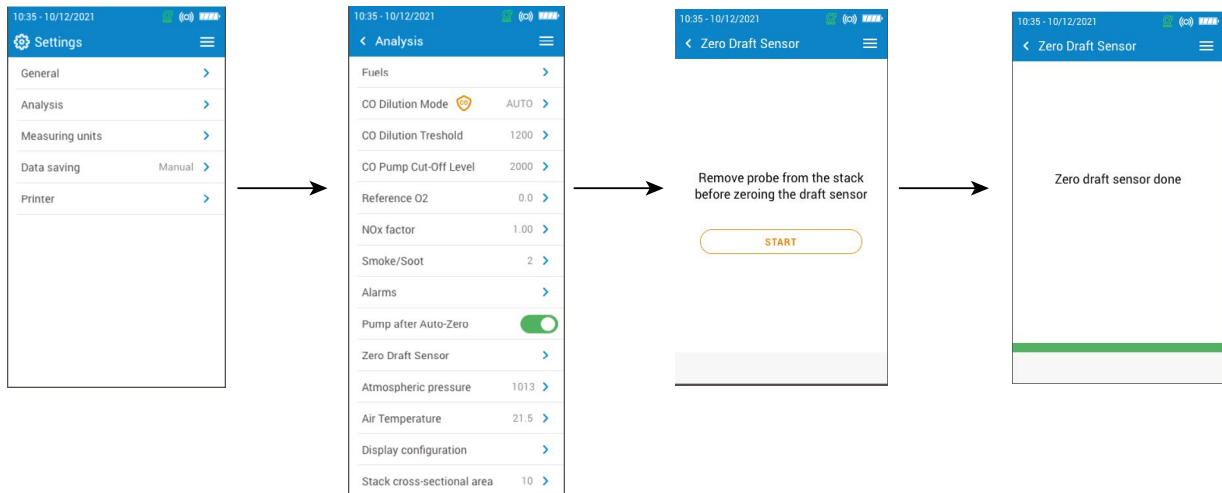 10:35 - 10/12/2021
Settings
General
Analysis
Measuring units
Data saving Manual
Printer
10:35 - 10/12/2021
Analysis
Fuels
CO Dilution Mode CO AUTO
CO Dilution Treshold 1200
CO Pump Cut-Off Level 2000
Reference O2 0.0
NOx factor 1.00
Smoke/Soot 2
Alarms
Pump after Auto-Zero
Zero Draft Sensor
Atmospheric pressure 1013
Air Temperature 21.5
Display configuration
Stack cross-sectional area 10
10:35 - 10/12/2021
Zero Draft Sensor
Remove probe from the stack
before zeroing the draft sensor
START
10:35 - 10/12/2021
Zero Draft Sensor
Zero draft sensor done